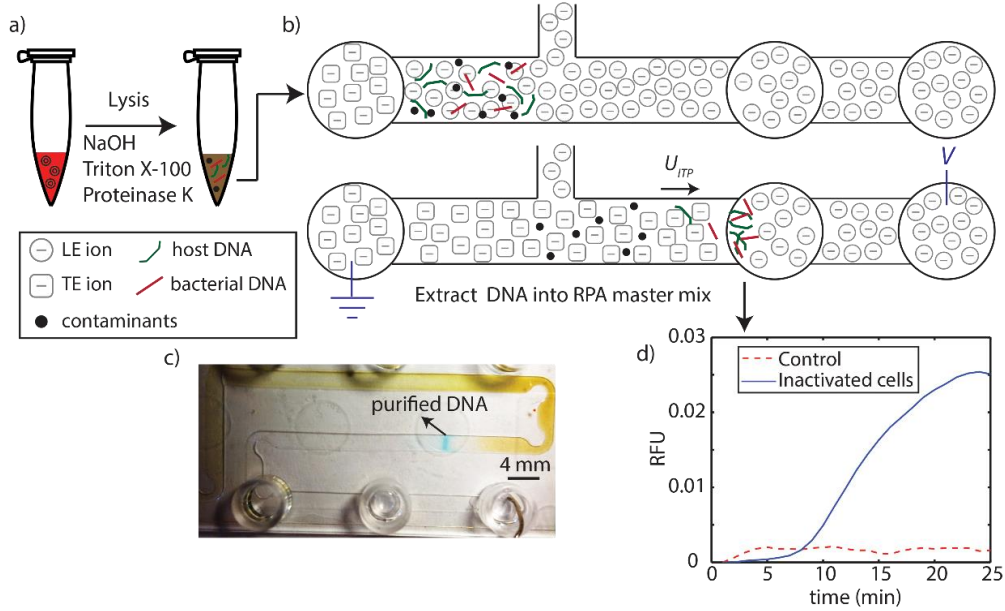 a)
Lysis
NaOH
Triton X-100
Proteinase K
LE ion
host DNA
TE ion
bacterial DNA
contaminants
b)
U_ITP
V
Extract DNA into RPA master mix
c)
purified DNA
4 mm
d)
0.03
0.02
0.01
0
RFU
Control
Inactivated cells
0 5 10 15 20 25
time (min)